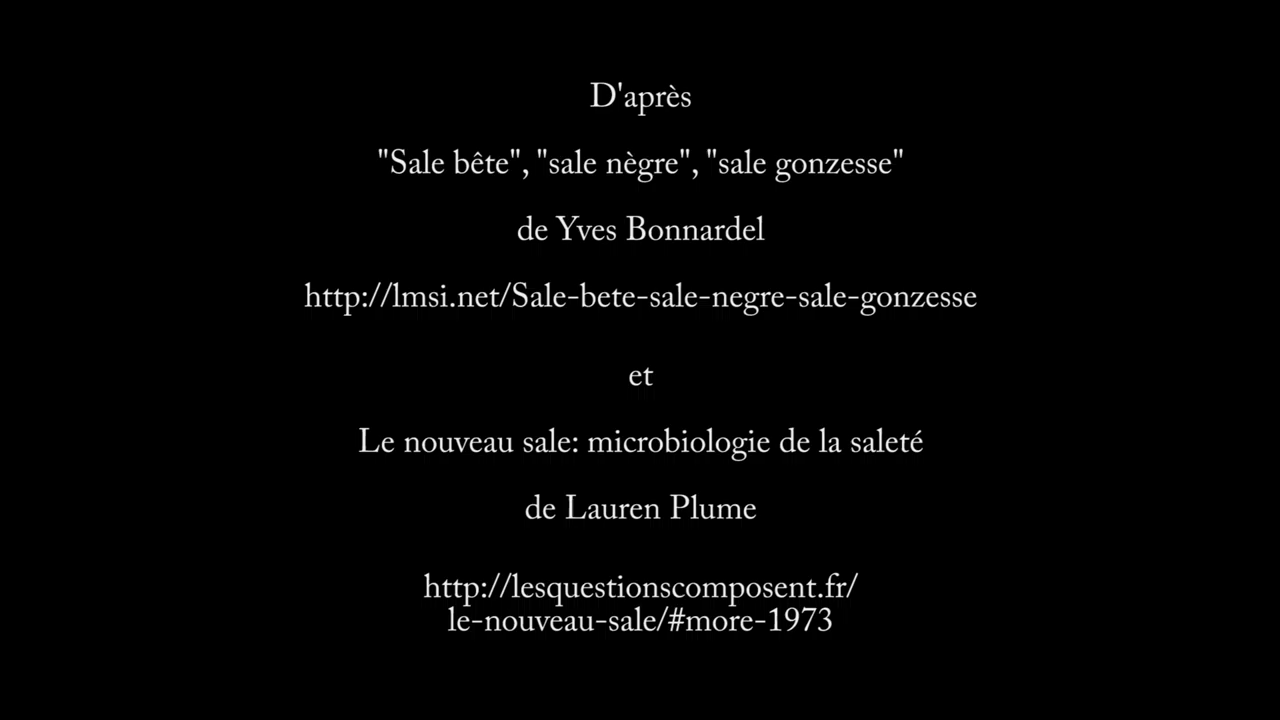 D'après
"Sale bête", "sale nègre", "sale gonzesse"
de Yves Bonnardel
http://lmsi.net/Sale-bete-sale-negre-sale-gonzesse
et
Le nouveau sale: microbiologie de la saleté
de Lauren Plume
http://lesquestionscomposent.fr/
le-nouveau-sale/#more-1973